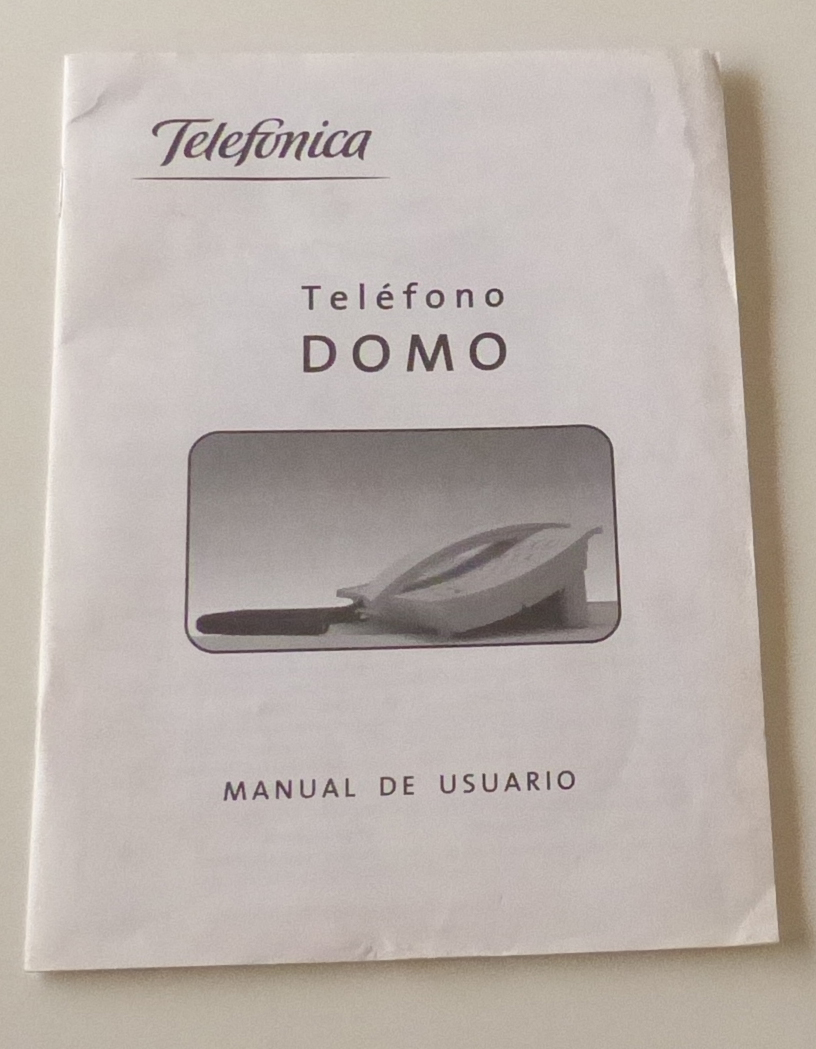 Telefónica
Teléfono
DOMO
MANUAL DE USUARIO